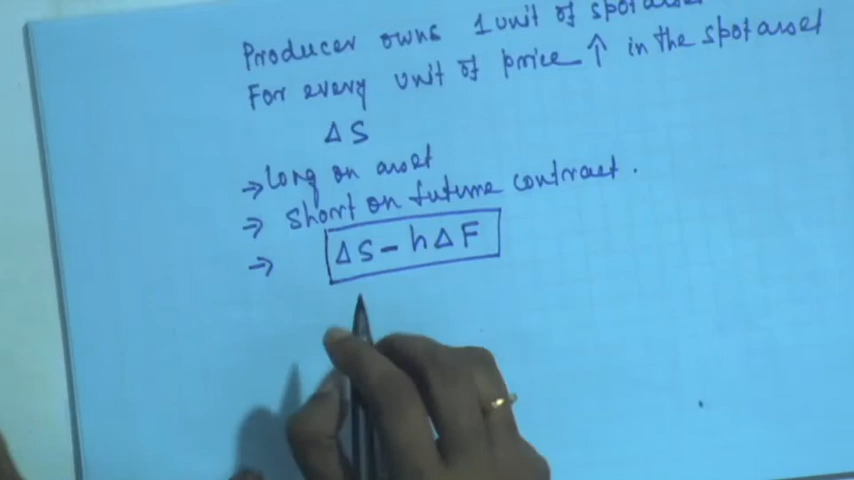 Producer owns 1 unit of spot asset
For every unit of price ↑ in the spot asset
ΔS
→ Long on asset
→ Short on future contract.
→ ΔS - hΔF